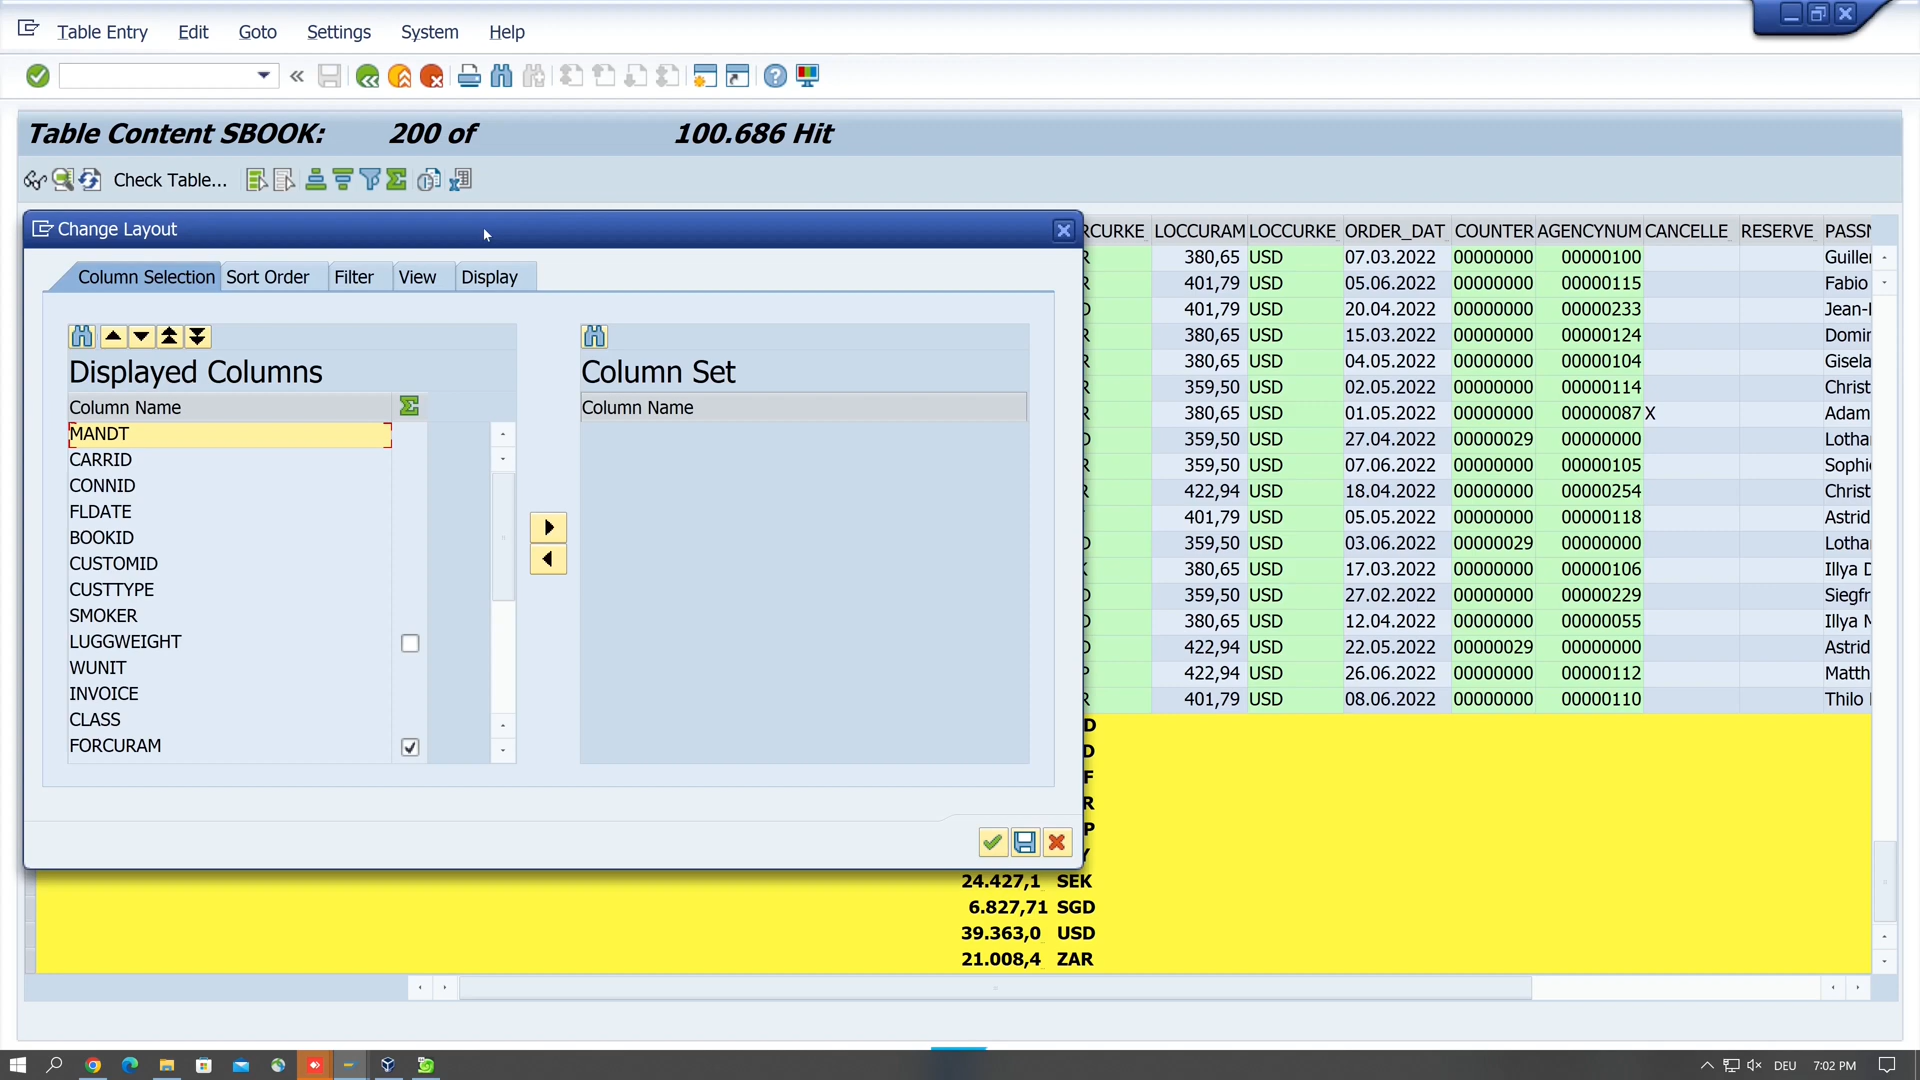 Table Entry Edit Goto Settings System Help
Table Content SBOOK: 200 of 100.686 Hit
Check Table...
Change Layout
Column Selection Sort Order Filter View Display
Displayed Columns
Column Name
MANDT
CARRID
CONNID
FLDATE
BOOKID
CUSTOMID
CUSTTYPE
SMOKER
LUGGWEIGHT
WUNIT
INVOICE
CLASS
FORCURAM
Column Set
Column Name
RCURKE LOCCURAM LOCCURKE ORDER_DAT COUNTER AGENCYNUM CANCELLE RESERVE PASSN
R 380,65 USD 07.03.2022 00000000 00000100 Guiller
R 401,79 USD 05.06.2022 00000000 00000115 Fabio
D 401,79 USD 20.04.2022 00000000 00000233 Jean-
R 380,65 USD 15.03.2022 00000000 00000124 Domin
R 380,65 USD 04.05.2022 00000000 00000104 Gisela
R 359,50 USD 02.05.2022 00000000 00000114 Christ
R 380,65 USD 01.05.2022 00000000 00000087 X Adam
D 359,50 USD 27.04.2022 00000029 00000000 Lotha
R 359,50 USD 07.06.2022 00000000 00000105 Sophi
R 422,94 USD 18.04.2022 00000000 00000254 Christ
401,79 USD 05.05.2022 00000000 00000118 Astrid
D 359,50 USD 03.06.2022 00000029 00000000 Lotha
K 380,65 USD 17.03.2022 00000000 00000106 Illya D
D 359,50 USD 27.02.2022 00000000 00000229 Siegfr
D 380,65 USD 12.04.2022 00000000 00000055 Illya M
D 422,94 USD 22.05.2022 00000029 00000000 Astrid
P 422,94 USD 26.06.2022 00000000 00000112 Matth
R 401,79 USD 08.06.2022 00000000 00000110 Thilo
D
D
F
R
P
Y
24.427,1 SEK
6.827,71 SGD
39.363,0 USD
21.008,4 ZAR
DEU 7:02 PM